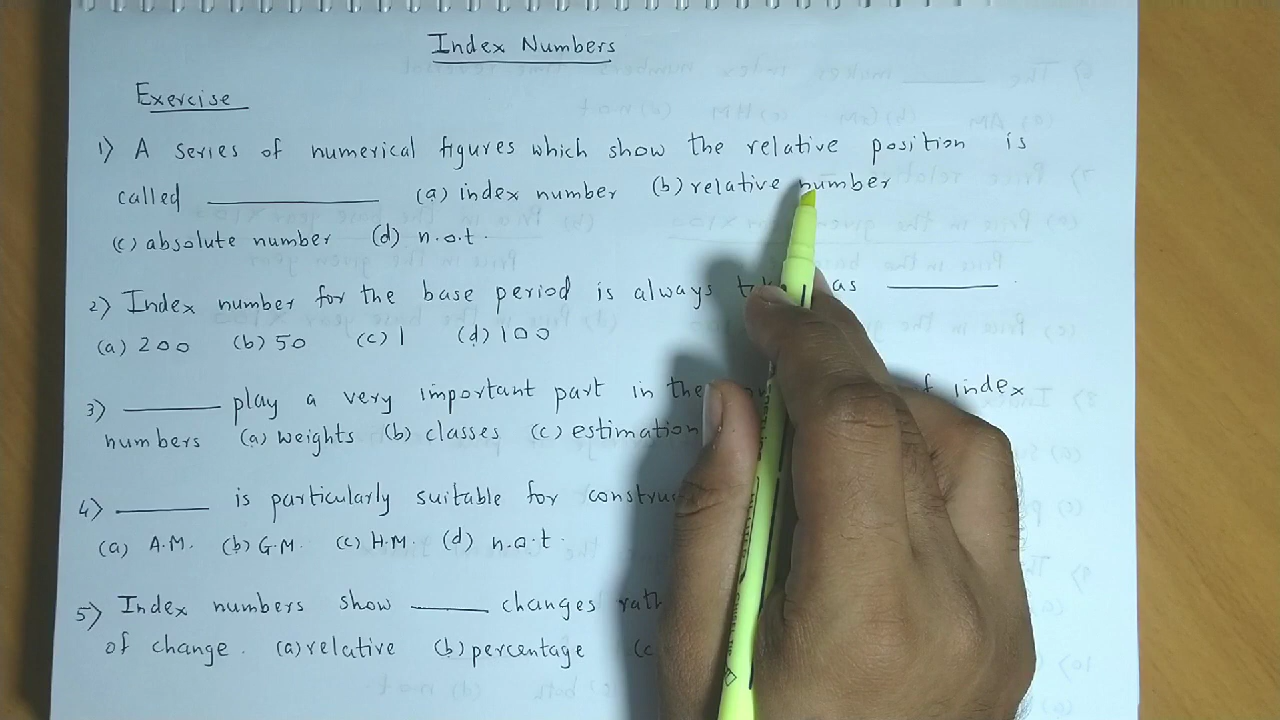 Index Numbers
Exercise
1) A series of numerical figures which show the relative position is
called ________ (a) index number (b) relative number
(c) absolute number (d) n.o.t.
2) Index number for the base period is always as ________
(a) 200 (b) 50 (c) 1 (d) 100
3) ________ play a very important part in the of index
numbers (a) weights (b) classes (c) estimation
4) ________ is particularly suitable for
(a) A.M. (b) G.M. (c) H.M. (d) n.o.t.
5) Index numbers show ________ changes
of change. (a) relative (b) percentage (c